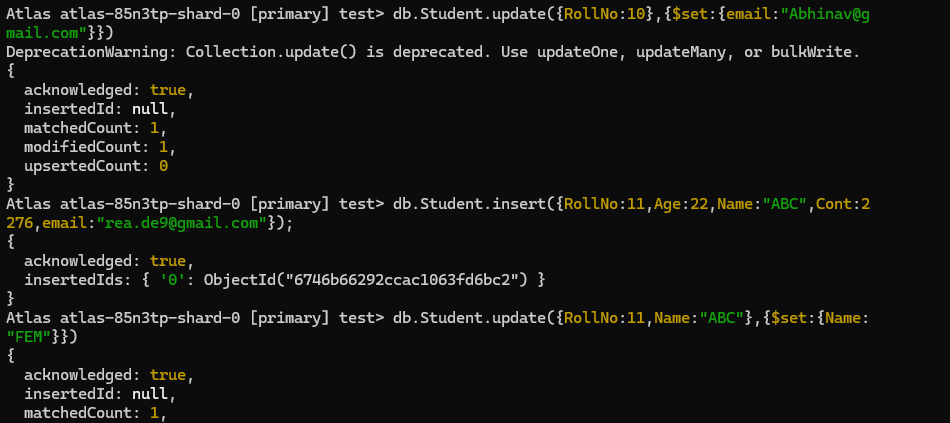 Atlas atlas-85n3tp-shard-0 [primary] test> db.Student.update({RollNo:10},{$set:{email:"Abhinav@g
mail.com"}})
DeprecationWarning: Collection.update() is deprecated. Use updateOne, updateMany, or bulkWrite.
{
  acknowledged: true,
  insertedId: null,
  matchedCount: 1,
  modifiedCount: 1,
  upsertedCount: 0
}
Atlas atlas-85n3tp-shard-0 [primary] test> db.Student.insert({RollNo:11,Age:22,Name:"ABC",Cont:2
276,email:"rea.de9@gmail.com"});
{
  acknowledged: true,
  insertedIds: { '0': ObjectId("6746b66292ccac1063fd6bc2") }
}
Atlas atlas-85n3tp-shard-0 [primary] test> db.Student.update({RollNo:11,Name:"ABC"},{$set:{Name:
"FEM"}})
{
  acknowledged: true,
  insertedId: null,
  matchedCount: 1,